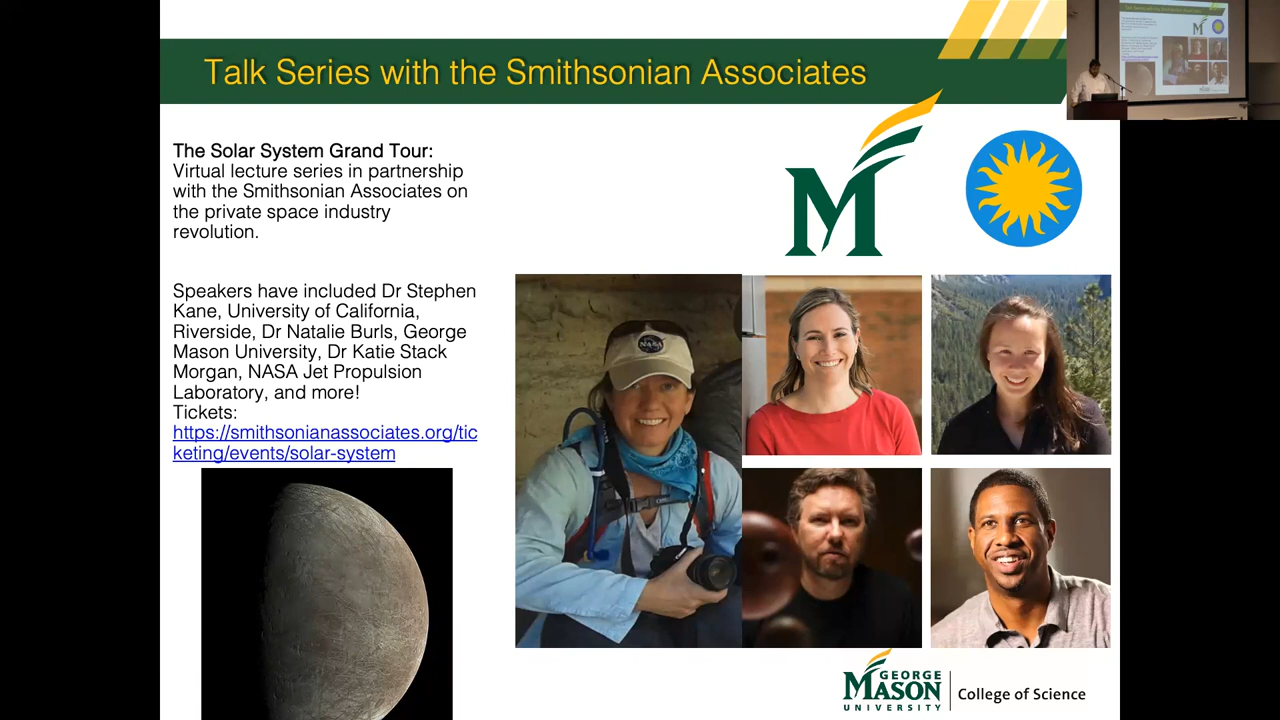 Talk Series with the Smithsonian Associates
The Solar System Grand Tour:
Virtual lecture series in partnership
with the Smithsonian Associates on
the private space industry
revolution.
Speakers have included Dr Stephen
Kane, University of California,
Riverside, Dr Natalie Burls, George
Mason University, Dr Katie Stack
Morgan, NASA Jet Propulsion
Laboratory, and more!
Tickets:
https://smithsonianassociates.org/tic
keting/events/solar-system
M
NASA
GEORGE
MASON
UNIVERSITY
College of Science